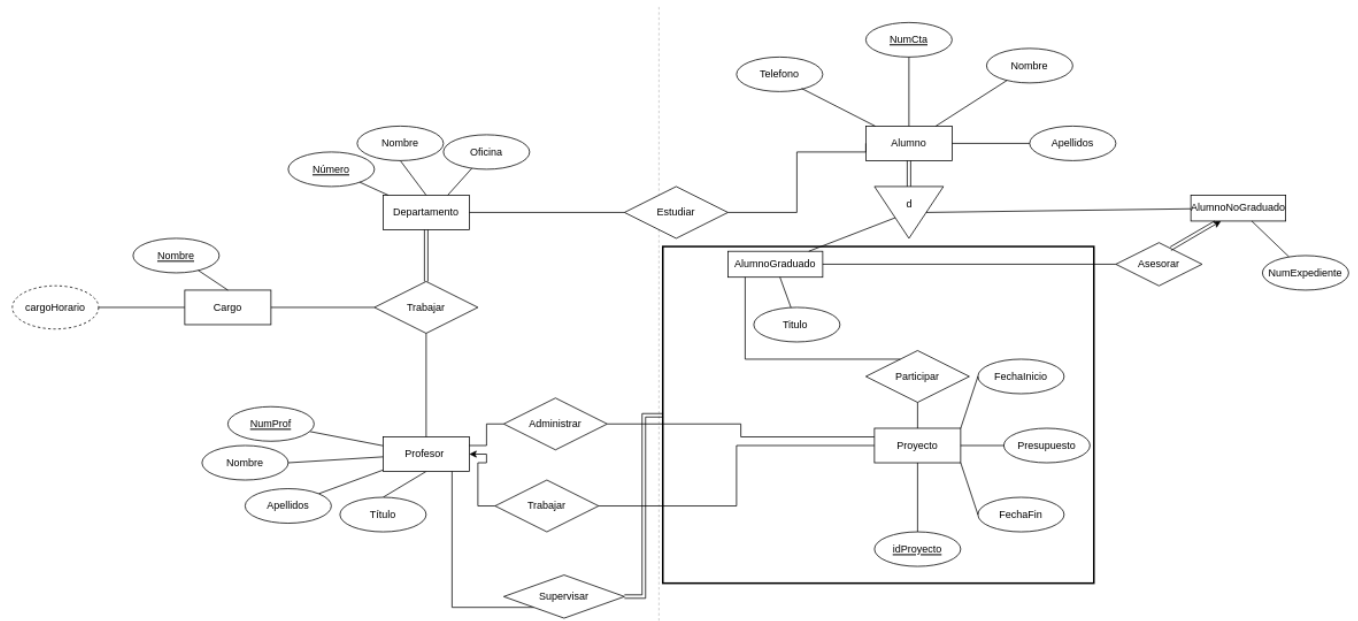 NumCta
Telefono
Nombre
Alumno
Apellidos
Nombre
Oficina
Número
Departamento
Estudiar
d
AlumnoNoGraduado
Nombre
AlumnoGraduado
Asesorar
NumExpediente
cargoHorario
Cargo
Trabajar
Titulo
Participar
FechaInicio
NumProf
Administrar
Proyecto
Presupuesto
Nombre
Profesor
Apellidos
Título
Trabajar
FechaFin
idProyecto
Supervisar